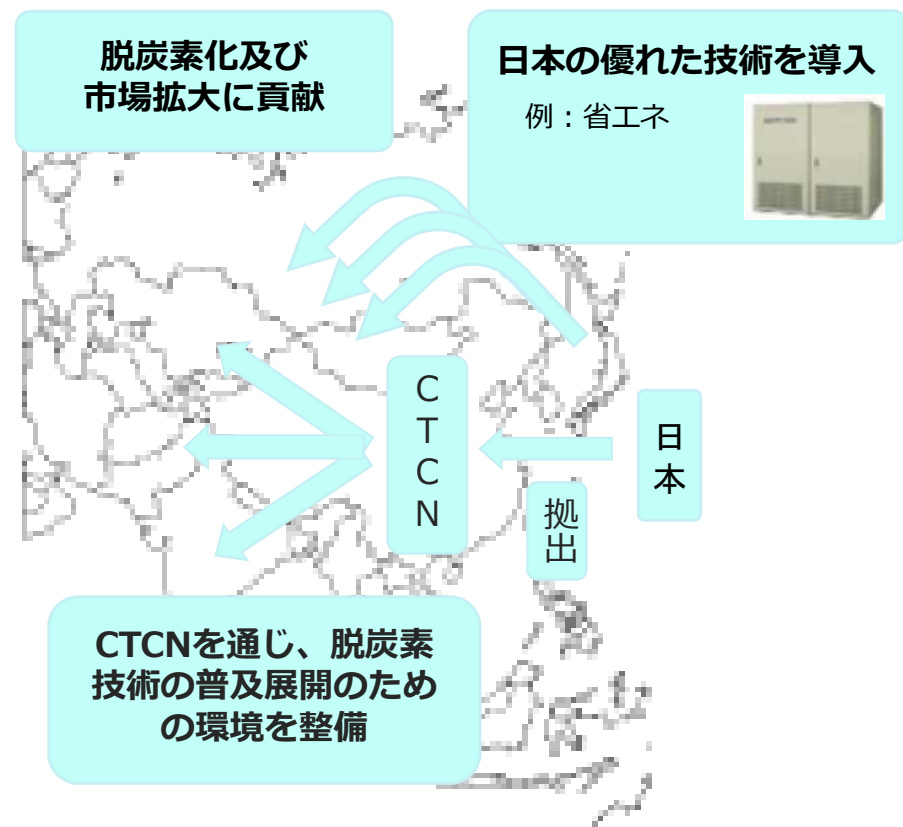 脱炭素化及び
市場拡大に貢献
日本の優れた技術を導入
例：省エネ
CTCN
日本
拠出
CTCNを通じ、脱炭素
技術の普及展開のため
の環境を整備